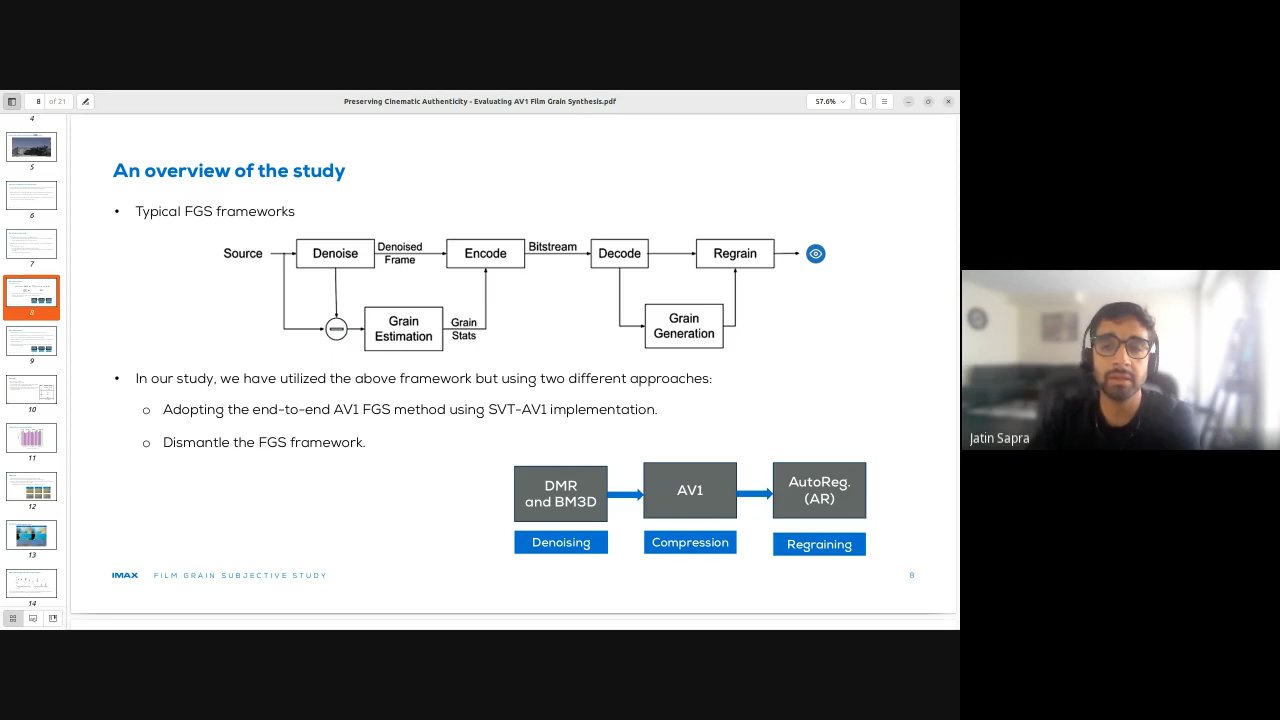 8 of 21
Preserving Cinematic Authenticity - Evaluating AV1 Film Grain Synthesis.pdf
57.6%
4
5
6
7
8
9
10
11
12
13
14
An overview of the study
• Typical FGS frameworks
Source
Denoise
Denoised
Frame
Encode
Bitstream
Decode
Regrain
Grain
Estimation
Grain
Stats
Grain
Generation
• In our study, we have utilized the above framework but using two different approaches:
o Adopting the end-to-end AV1 FGS method using SVT-AV1 implementation.
o Dismantle the FGS framework.
DMR
and BM3D
AV1
AutoReg.
(AR)
Denoising
Compression
Regraining
IMAX FILM GRAIN SUBJECTIVE STUDY
8
Jatin Sapra